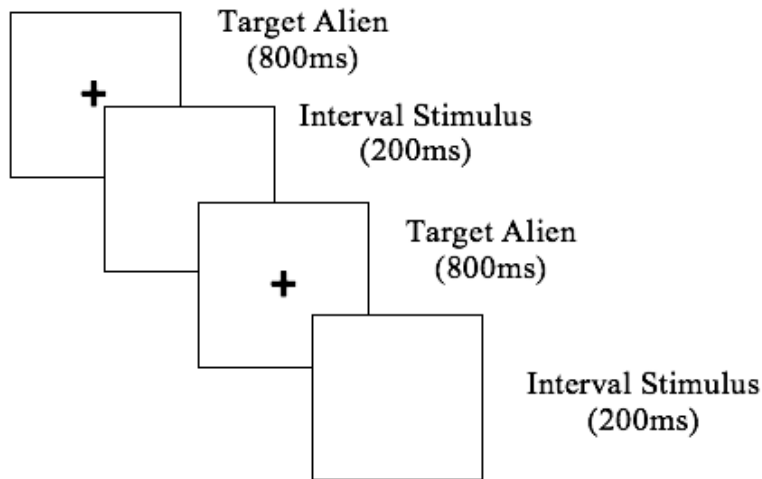 Target Alien
(800ms)
Interval Stimulus
(200ms)
Target Alien
(800ms)
Interval Stimulus
(200ms)